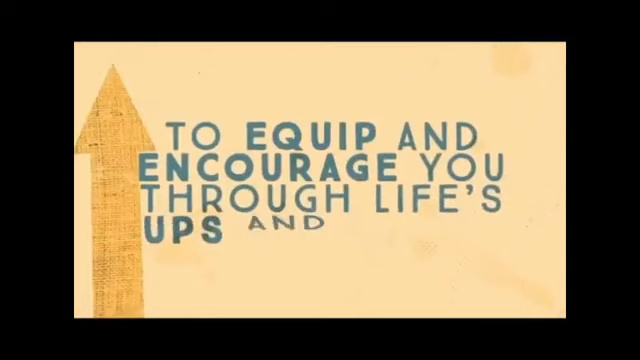 TO EQUIP AND
ENCOURAGE YOU
THROUGH LIFE'S
UPS AND